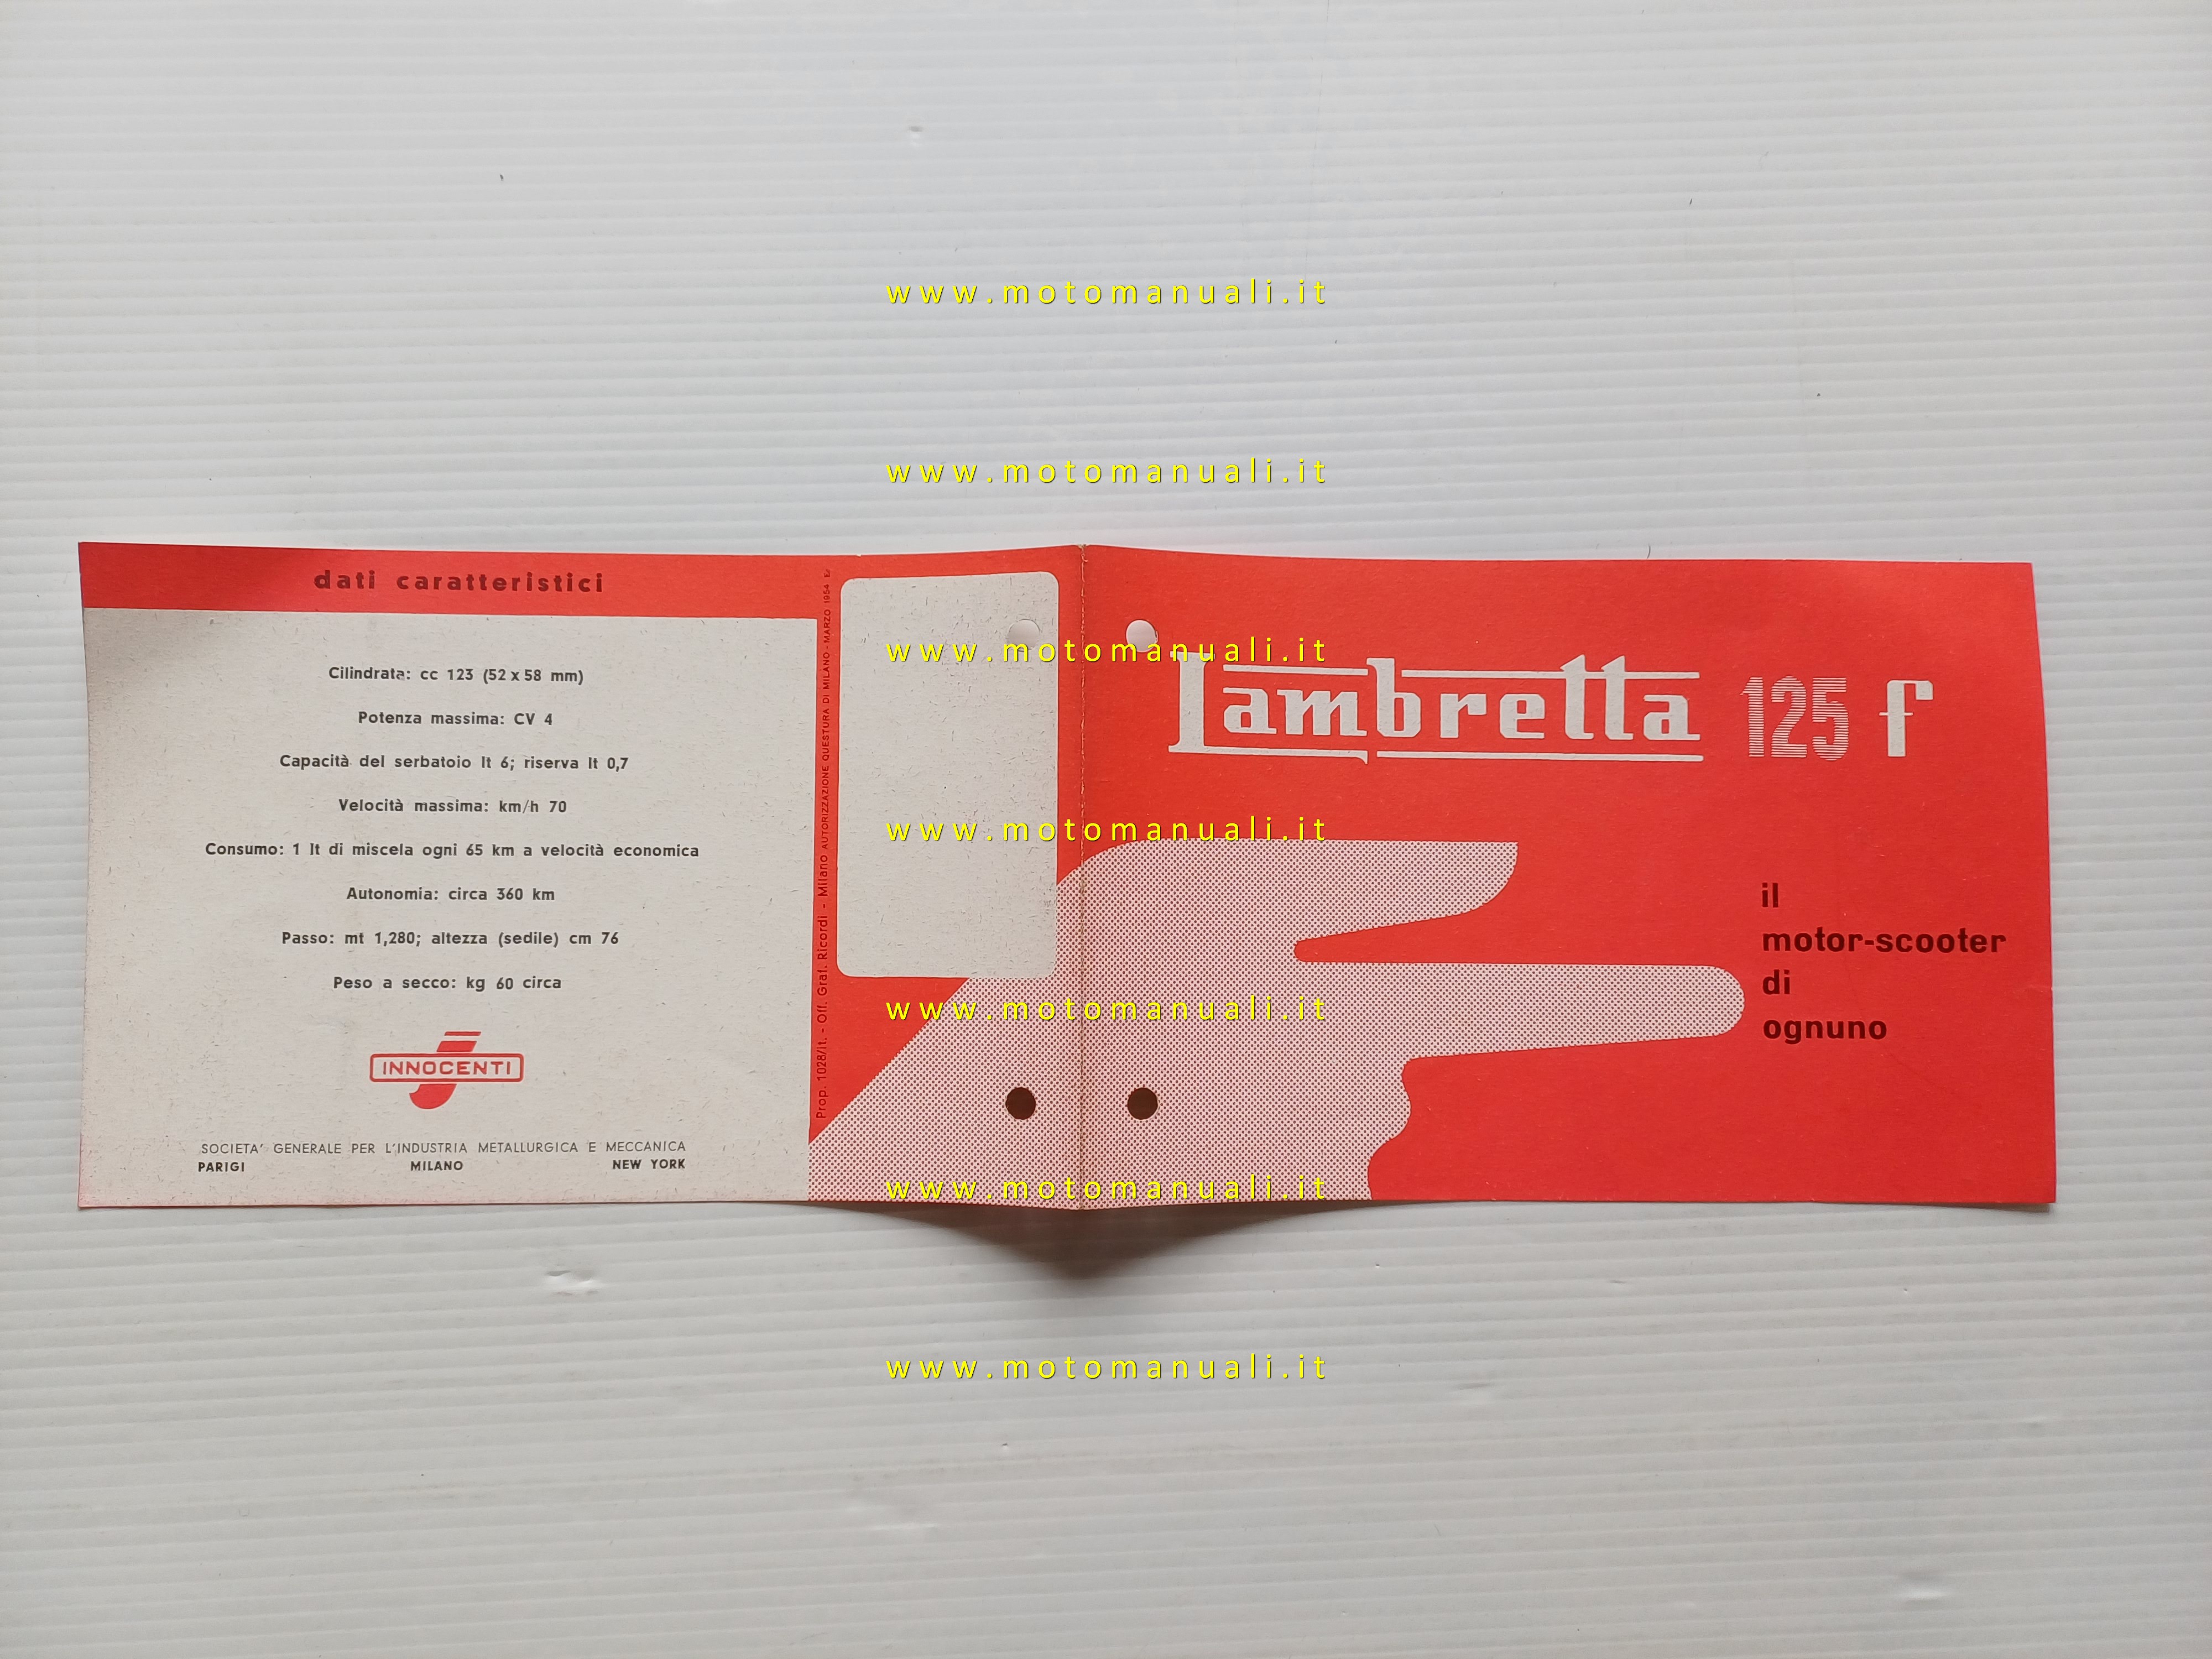 www.motomanuali.it
www.motomanuali.it
dati caratteristici
Cilindrata: cc 123 (52 x 58 mm)
Potenza massima: CV 4
Capacità del serbatoio lt 6; riserva lt 0,7
Velocità massima: km/h 70
Consumo: 1 lt di miscela ogni 65 km a velocità economica
Autonomia: circa 360 km
Passo: mt 1,280; altezza (sedile) cm 76
Peso a secco: kg 60 circa
INNOCENTI
SOCIETA' GENERALE PER L'INDUSTRIA METALLURGICA E MECCANICA
PARIGI MILANO NEW YORK
Prop. 1028/it. - Off. Graf. Ricordi - Milano AUTORIZZAZIONE QUESTURA DI MILANO - MARZO 1954 E/
www.motomanuali.it
Lambretta 125 f
www.motomanuali.it
il
motor-scooter
di
ognuno
www.motomanuali.it
www.motomanuali.it
www.motomanuali.it